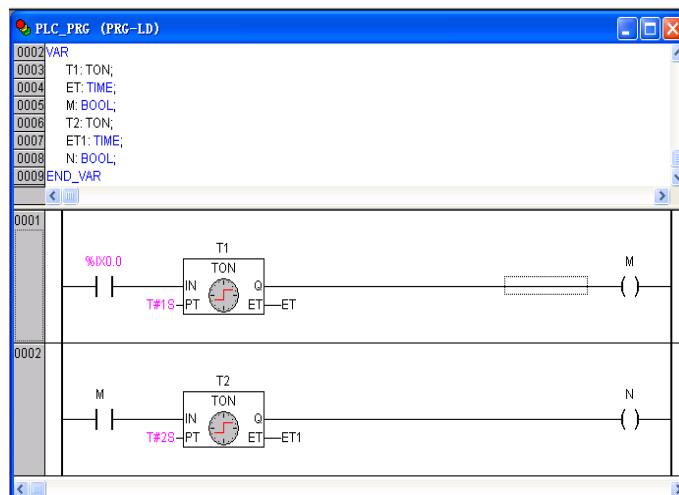 PLC_PRG (PRG-LD)
0002 VAR
0003 T1: TON;
0004 ET: TIME;
0005 M: BOOL;
0006 T2: TON;
0007 ET1: TIME;
0008 N: BOOL;
0009 END_VAR
0001
T1
%IX0.0 TON M
IN Q
T#1S PT ET ET
0002
T2
M TON N
IN Q
T#2S PT ET ET1